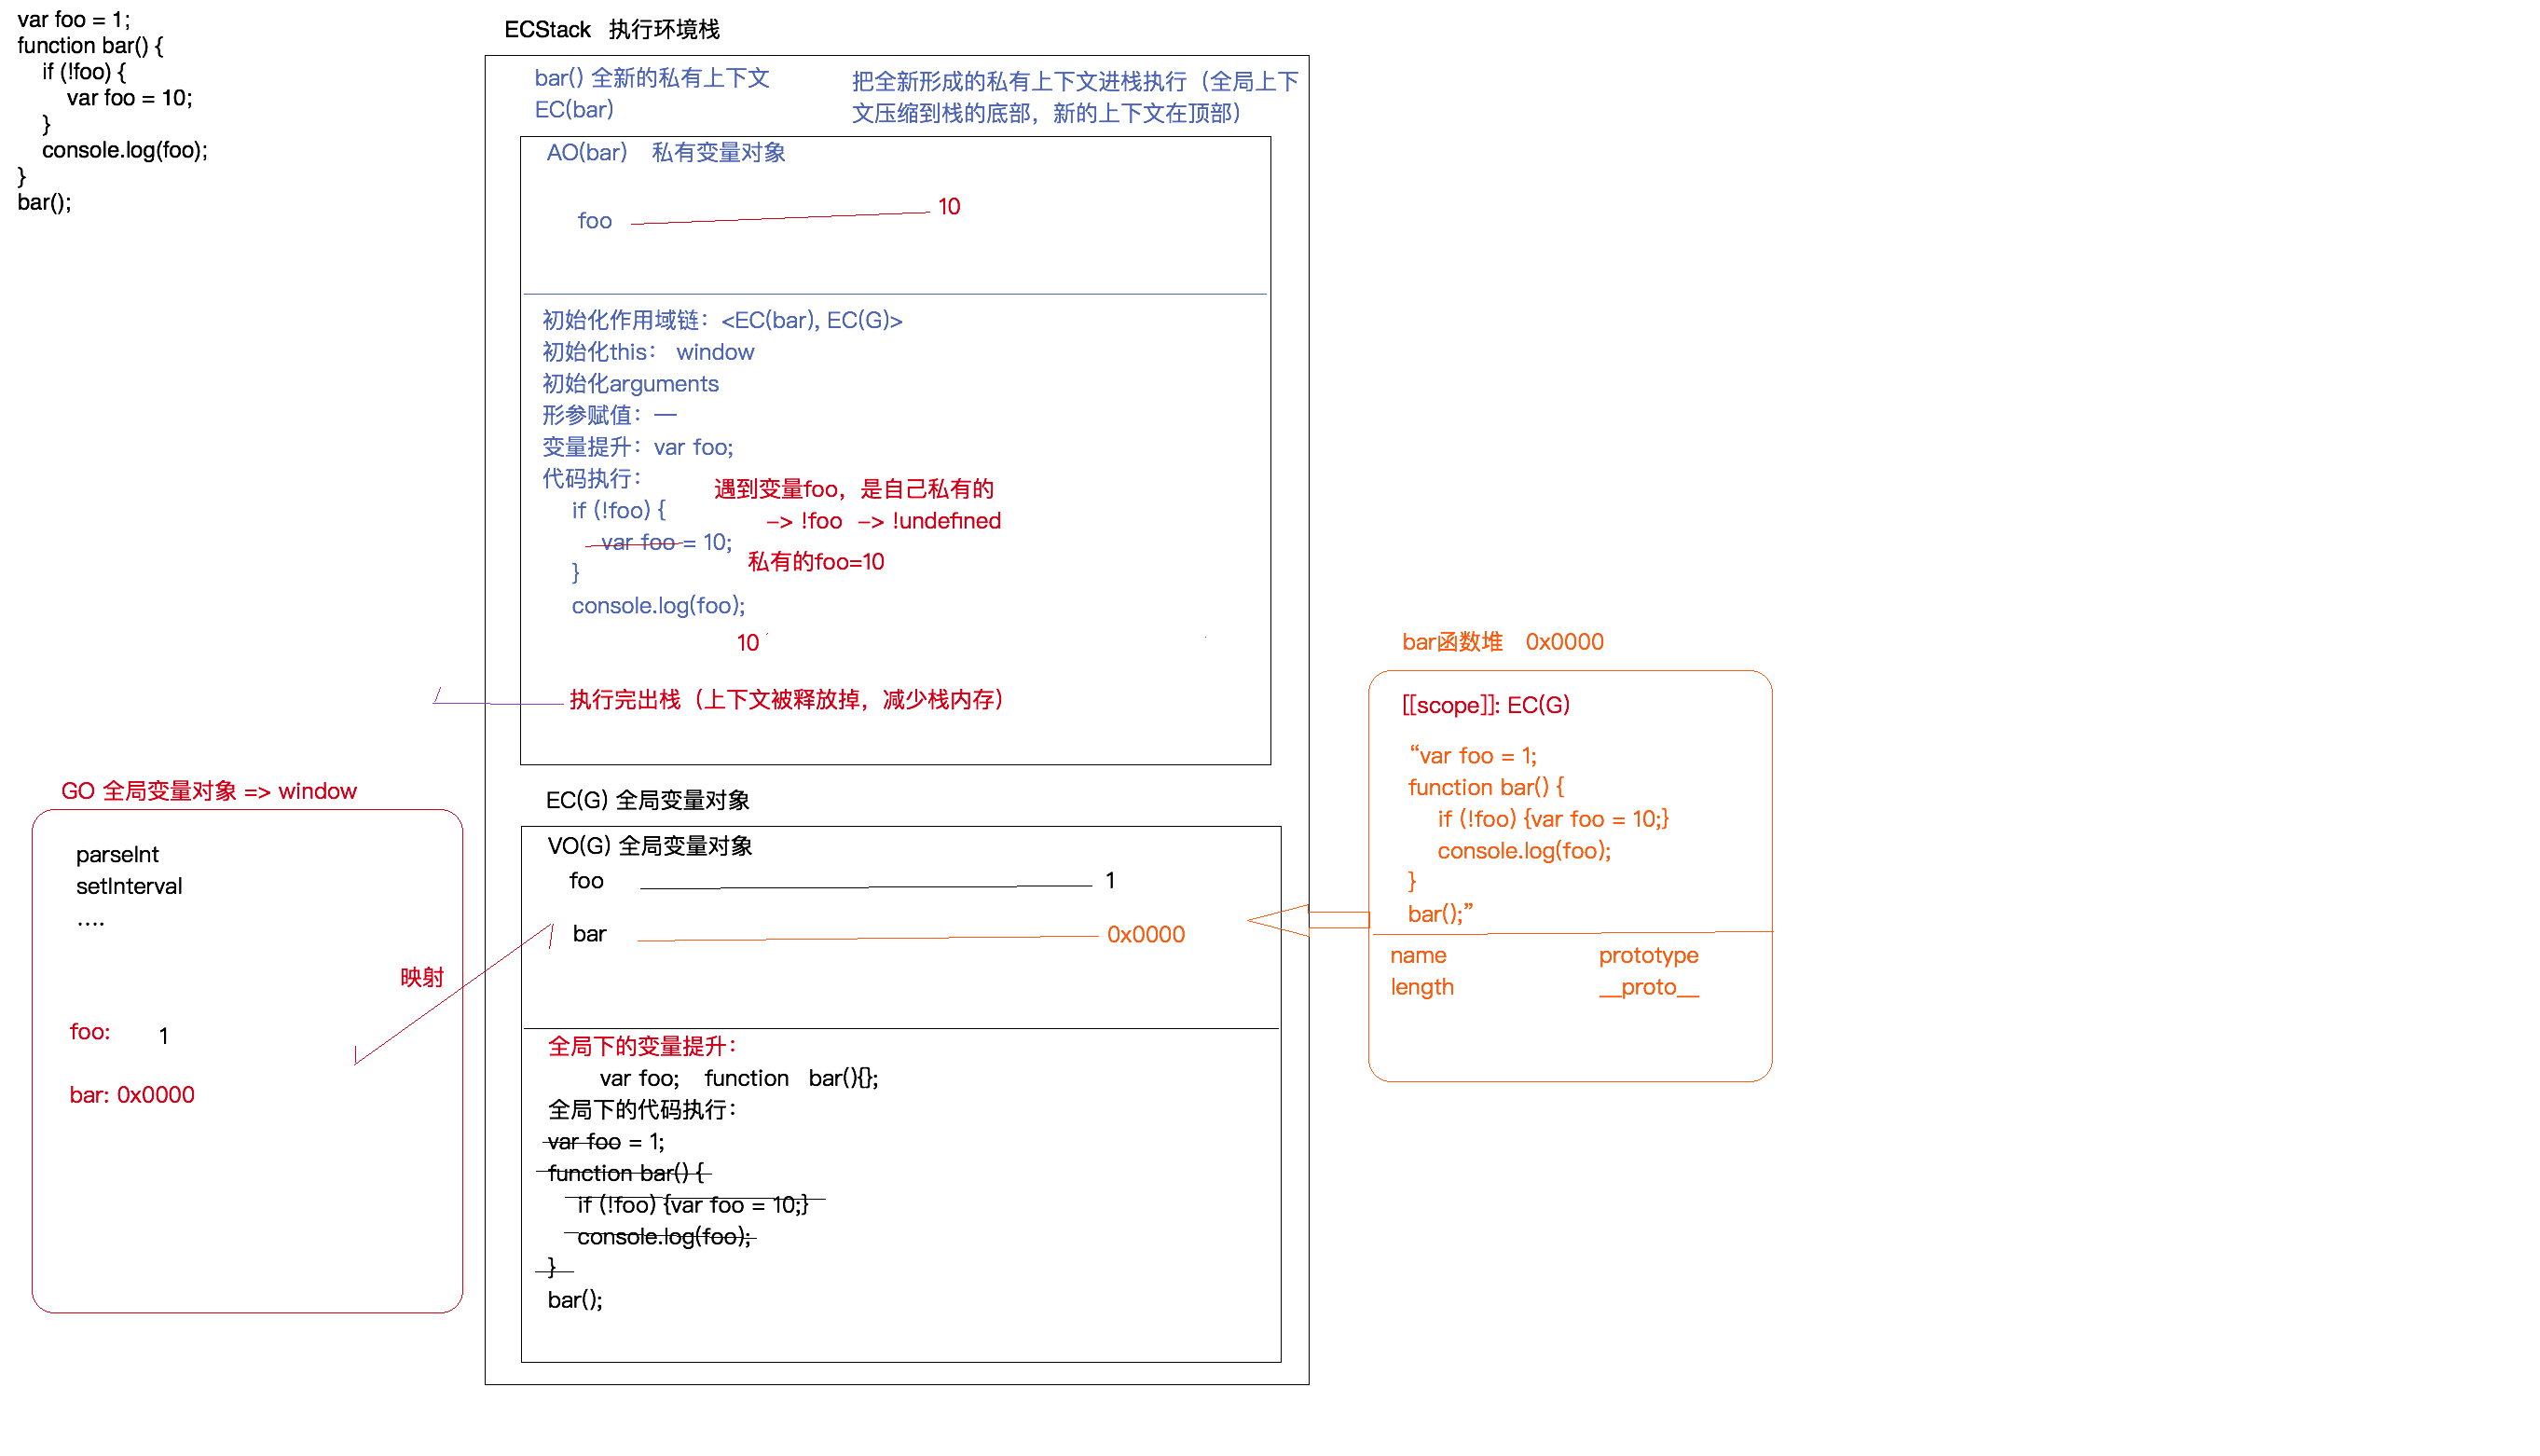 var foo = 1;
function bar() {
if (!foo) {
var foo = 10;
}
console.log(foo);
}
bar();
ECStack 执行环境栈
bar() 全新的私有上下文
EC(bar)
把全新形成的私有上下文进栈执行（全局上下
文压缩到栈的底部，新的上下文在顶部）
AO(bar) 私有变量对象
foo 10
初始化作用域链：<EC(bar), EC(G)>
初始化this： window
初始化arguments
形参赋值：—
变量提升：var foo;
代码执行：
遇到变量foo，是自己私有的
if (!foo) {
-> !foo -> !undefined
var foo = 10;
私有的foo=10
}
console.log(foo);
10
执行完出栈（上下文被释放掉，减少栈内存）
GO 全局变量对象 => window
parseInt
setInterval
....
映射
foo: 1
bar: 0x0000
EC(G) 全局变量对象
VO(G) 全局变量对象
foo 1
bar 0x0000
全局下的变量提升：
var foo; function bar(){};
全局下的代码执行：
var foo = 1;
function bar() {
if (!foo) {var foo = 10;}
console.log(foo);
}
bar();
bar函数堆 0x0000
[[scope]]: EC(G)
“var foo = 1;
function bar() {
if (!foo) {var foo = 10;}
console.log(foo);
}
bar();”
name prototype
length __proto__